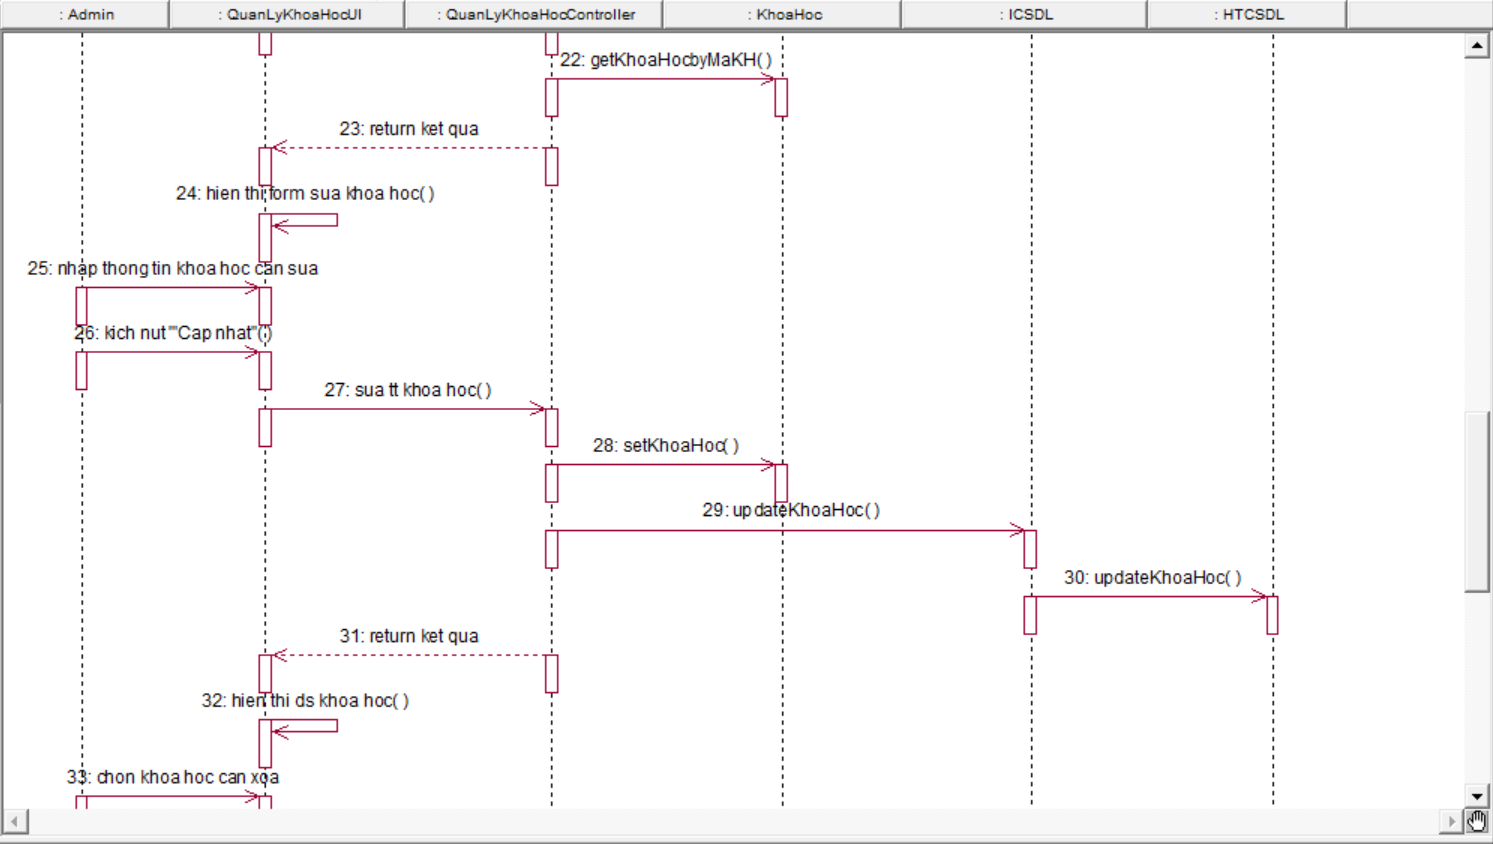 : Admin
: QuanLyKhoaHocUI
: QuanLyKhoaHocController
: KhoaHoc
: ICSDL
: HTCSDL
22: getKhoaHocbyMaKH( )
23: return ket qua
24: hien thi form sua khoa hoc( )
25: nhap thong tin khoa hoc can sua
26: kich nut "'Cap nhat"( )
27: sua tt khoa hoc( )
28: setKhoaHoc( )
29: updateKhoaHoc( )
30: updateKhoaHoc( )
31: return ket qua
32: hien thi ds khoa hoc( )
33: chon khoa hoc can xoa